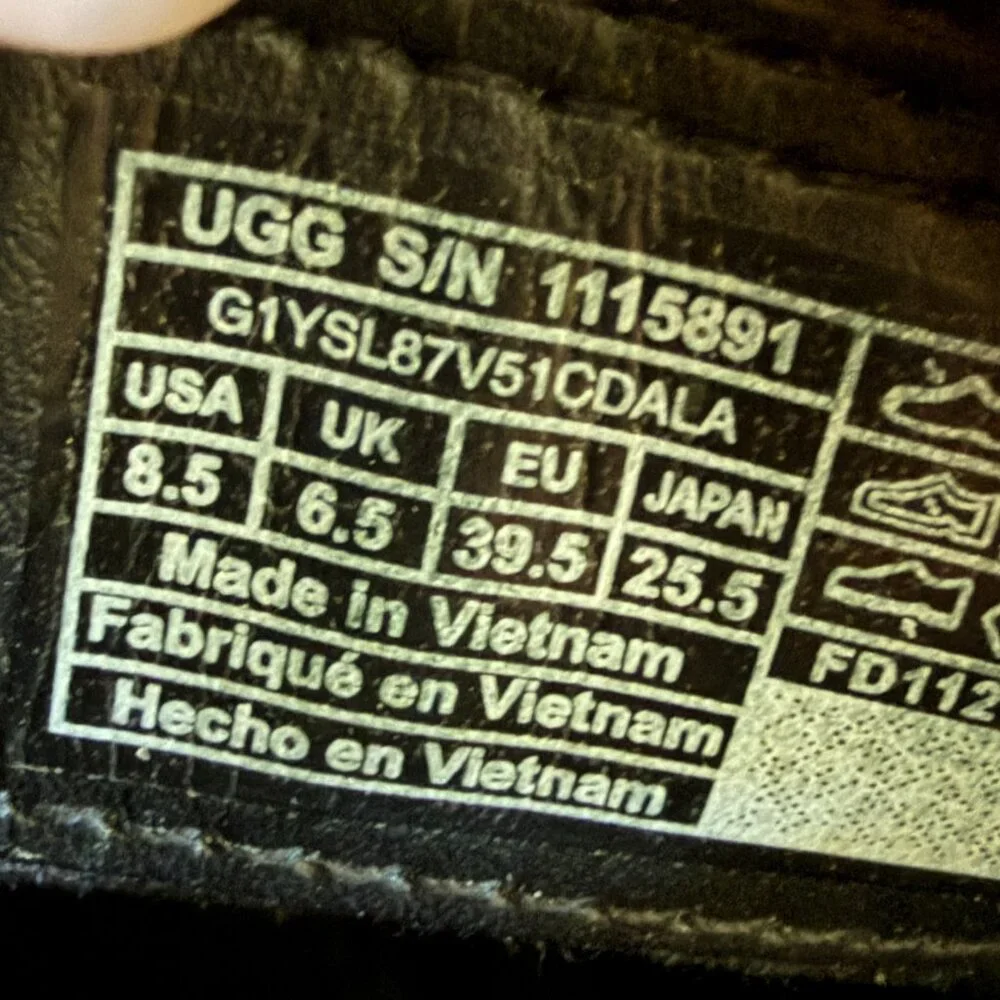 UGG S/N 1115891
G1YSL87V51CDALA
USA UK EU JAPAN
8.5 6.5 39.5 25.5
Made in Vietnam
Fabriqué en Vietnam
Hecho en Vietnam
FD112